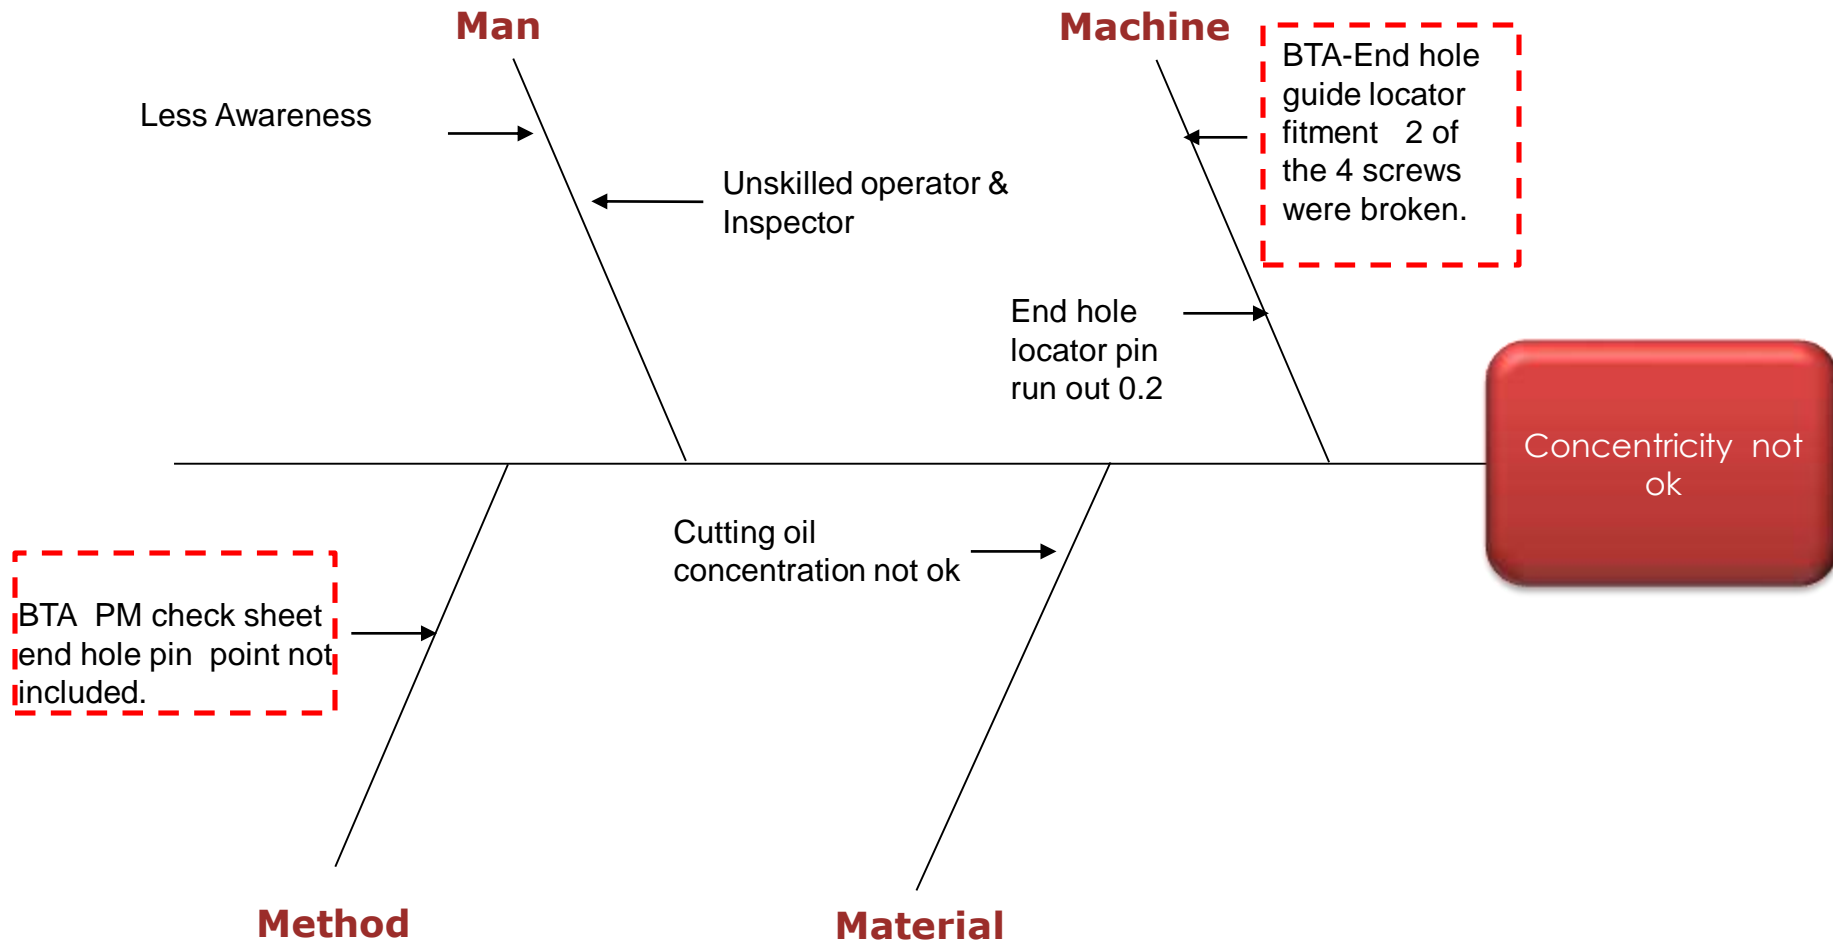 Man
Machine
Less Awareness
Unskilled operator &
Inspector
BTA-End hole
guide locator
fitment 2 of
the 4 screws
were broken.
End hole
locator pin
run out 0.2
Concentricity not
ok
Cutting oil
concentration not ok
BTA PM check sheet
end hole pin point not
included.
Method
Material